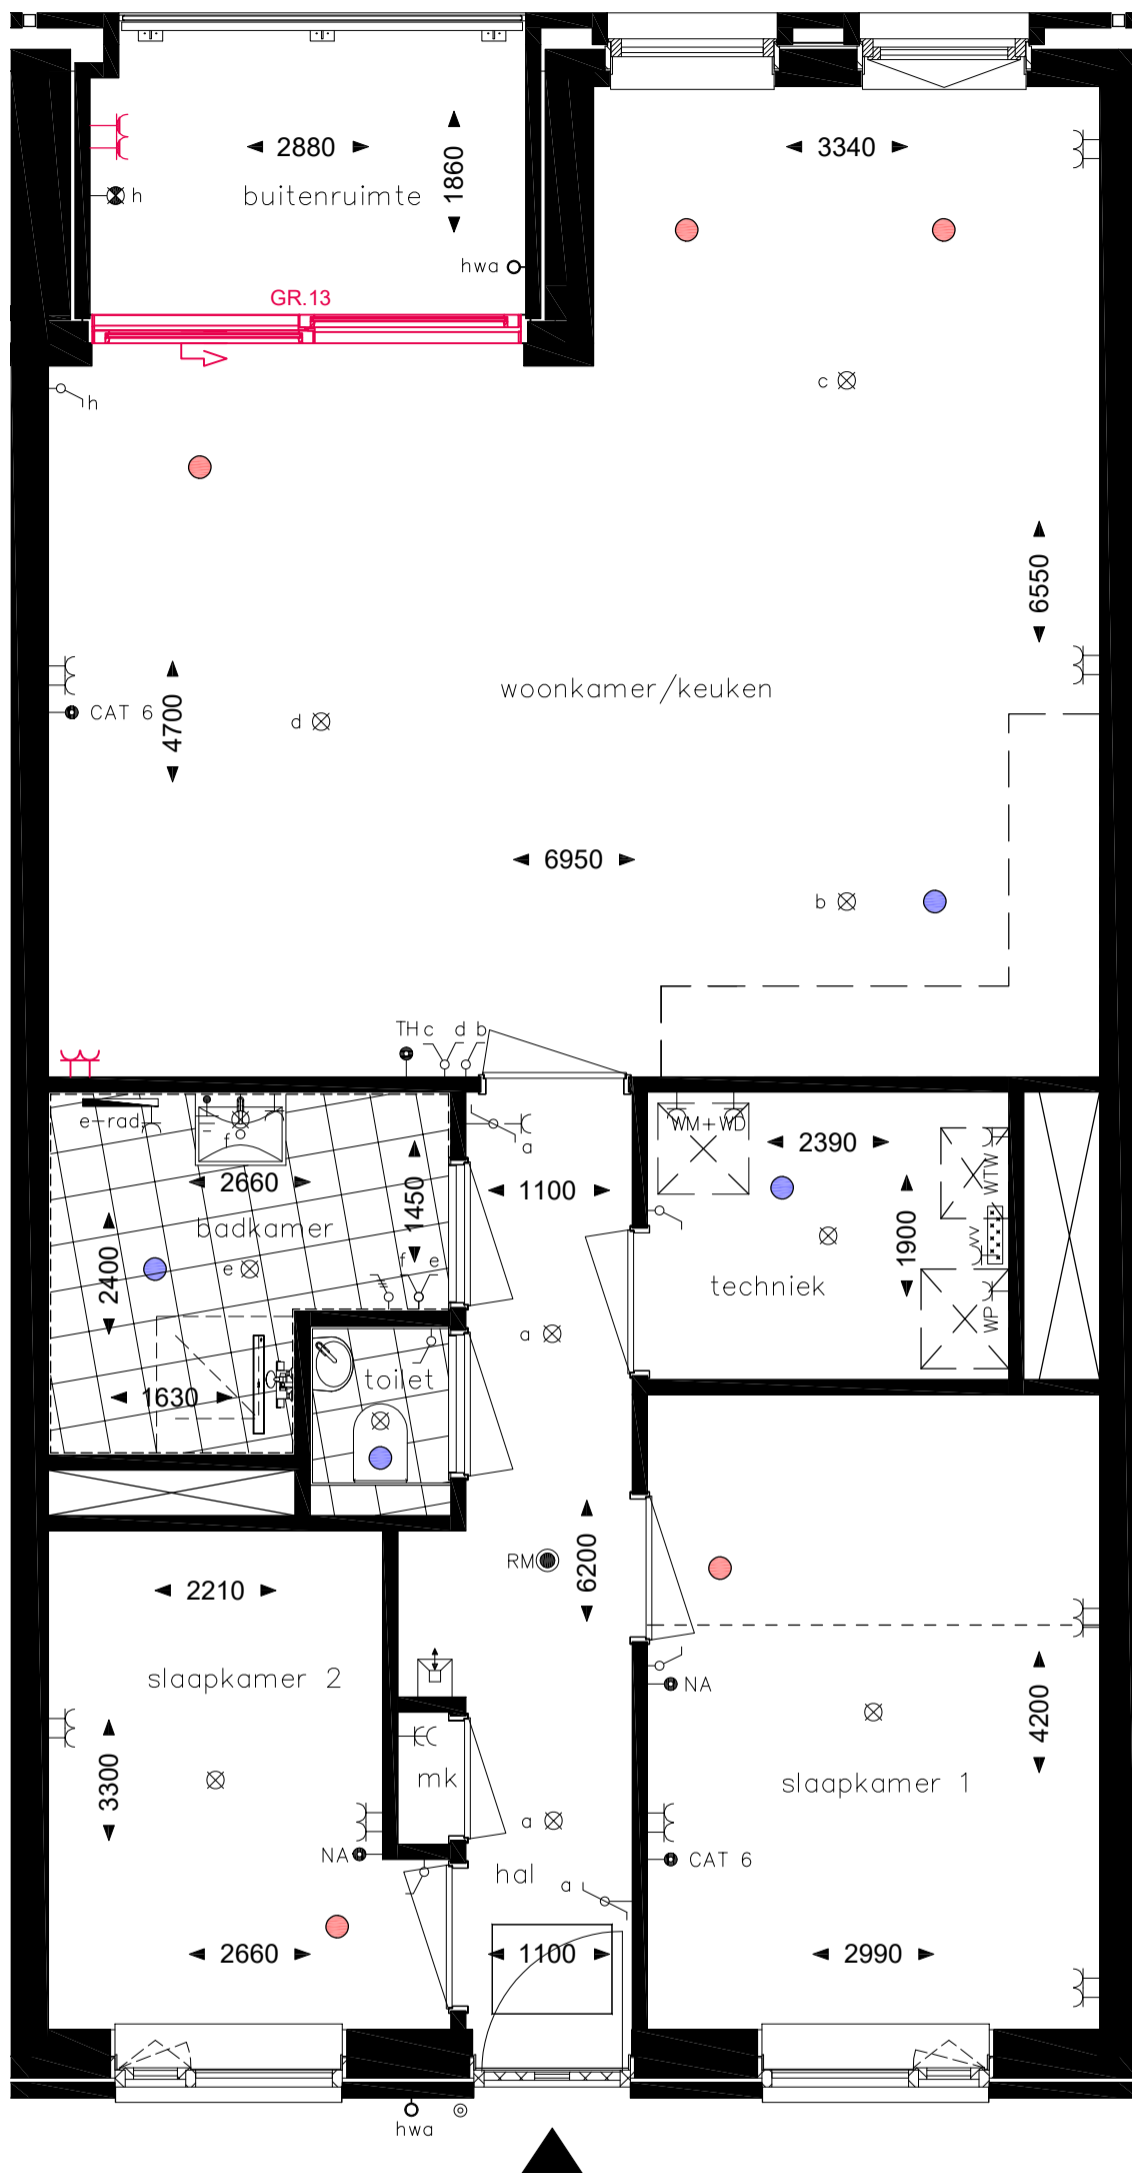 2880
1860
3340
h
buitenruimte
hwa
GR.13
c
h
6550
woonkamer/keuken
CAT 6
4700
d
6950
b
TH c d b
e-rad
f
WM+WD
a
2390
WTW
2660
1450
1100
badkamer
1900
WV
2400
e
f e
techniek
WP
a
toilet
1630
RM
6200
2210
slaapkamer 2
NA
4200
3300
mk
slaapkamer 1
a
NA
CAT 6
hal
a
2660
1100
2990
hwa